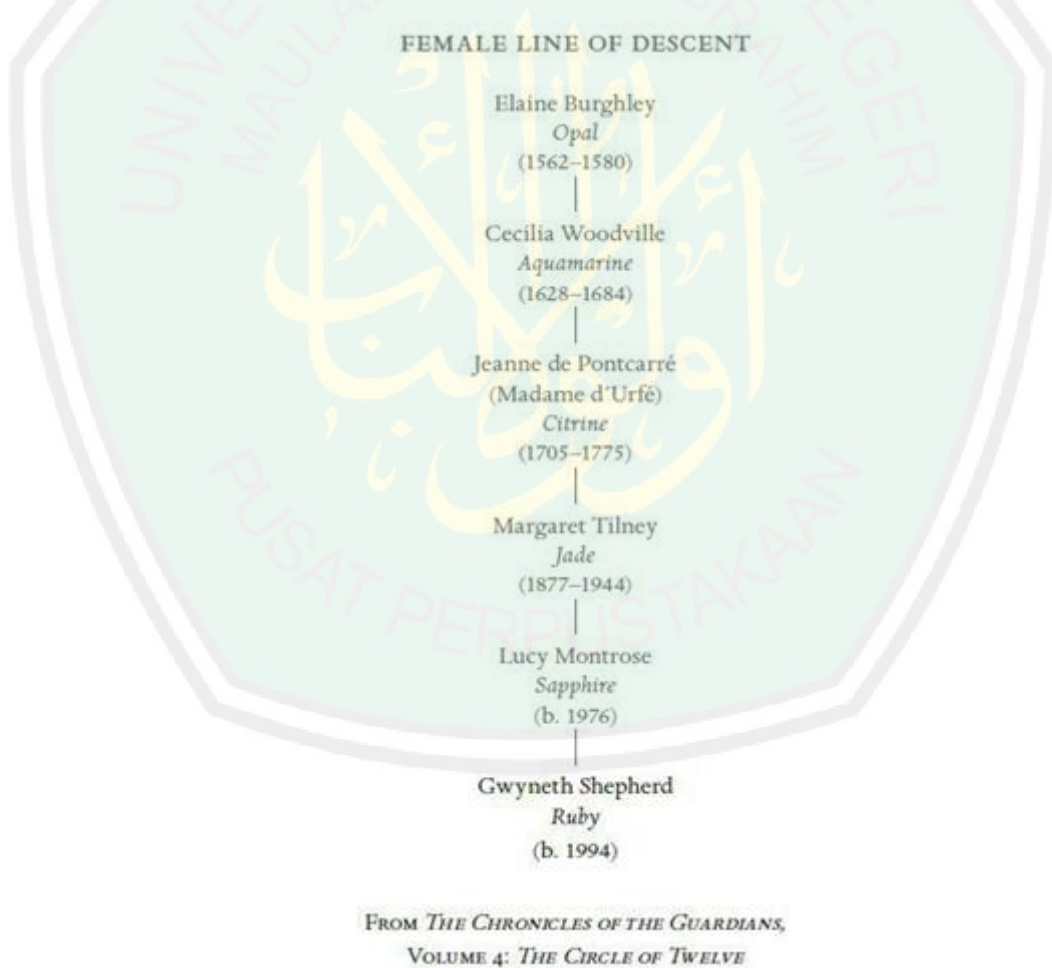 FEMALE LINE OF DESCENT
Elaine Burghley
Opal
(1562–1580)
Cecilia Woodville
Aquamarine
(1628–1684)
Jeanne de Pontcarré
(Madame d'Urfé)
Citrine
(1705–1775)
Margaret Tilney
Jade
(1877–1944)
Lucy Montrose
Sapphire
(b. 1976)
Gwyneth Shepherd
Ruby
(b. 1994)
FROM THE CHRONICLES OF THE GUARDIANS,
VOLUME 4: THE CIRCLE OF TWELVE
PUSAT PERPUSTAKAAN